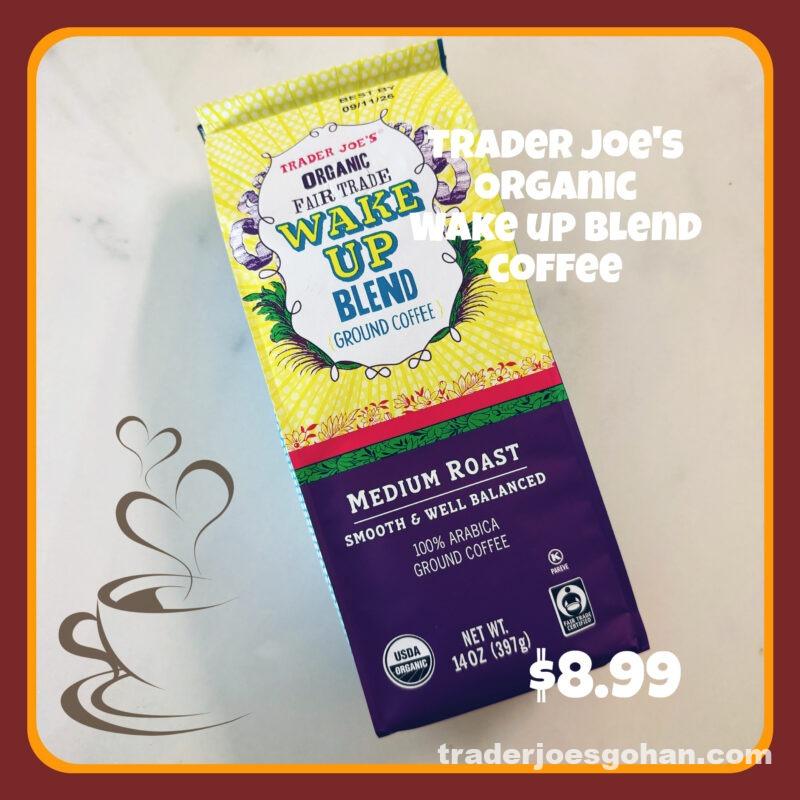 BEST BY
09/11/26
TRADER JOE'S
ORGANIC
FAIR TRADE
WAKE
UP
BLEND
(GROUND COFFEE)
TRADER JOE'S
ORGANIC
WAKE UP BLEND
COFFEE
MEDIUM ROAST
SMOOTH & WELL BALANCED
100% ARABICA
GROUND COFFEE
K
PAREVE
FAIR TRADE
CERTIFIED
USDA
ORGANIC
NET WT.
14OZ (397g)
$8.99
traderjoesgohan.com